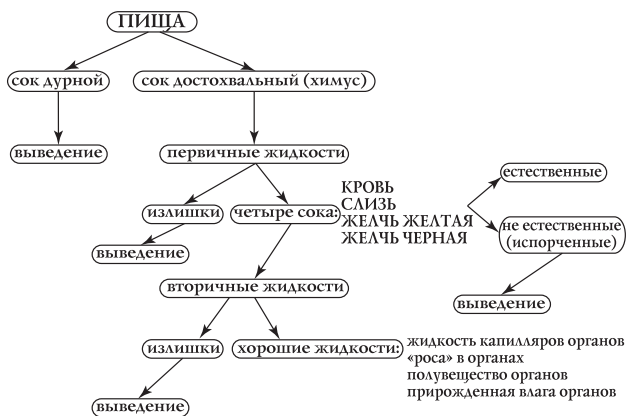 ПИЩА
сок дурной
сок достохвальный (химус)
выведение
первичные жидкости
излишки
четыре сока:
КРОВЬ
СЛИЗЬ
ЖЕЛЧЬ ЖЕЛТАЯ
ЖЕЛЧЬ ЧЕРНАЯ
естественные
не естественные
(испорченные)
выведение
выведение
вторичные жидкости
излишки
хорошие жидкости:
жидкость капилляров органов
«роса» в органах
полувещество органов
прирожденная влага органов
выведение